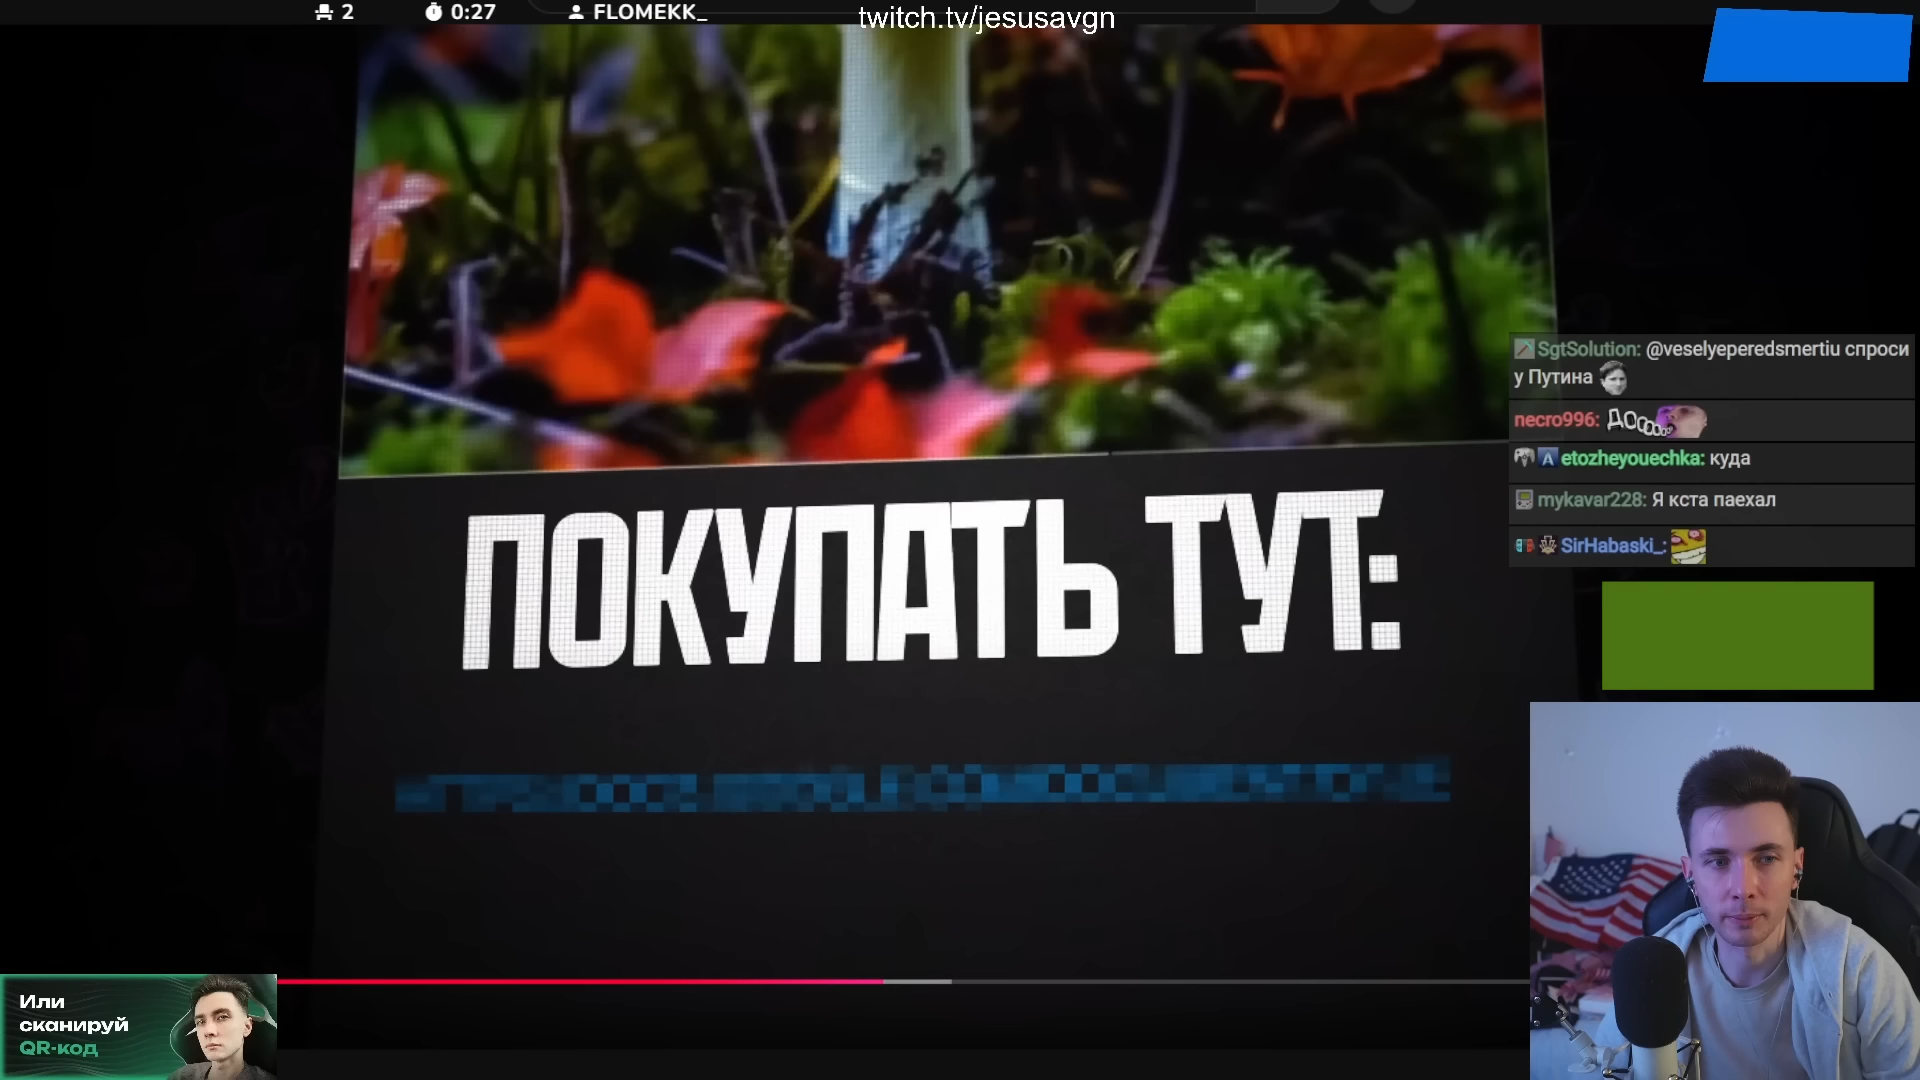 2
0:27
FLOMEKK_
twitch.tv/jesusavgn
SgtSolution: @veselyeperedsmertiu спроси
у Путина
necro996: ДОооооо
etozheyouechka: куда
mykavar228: Я кста паехал
SirHabaski_:
ПОКУПАТЬ ТУТ:
Или
сканируй
QR-код